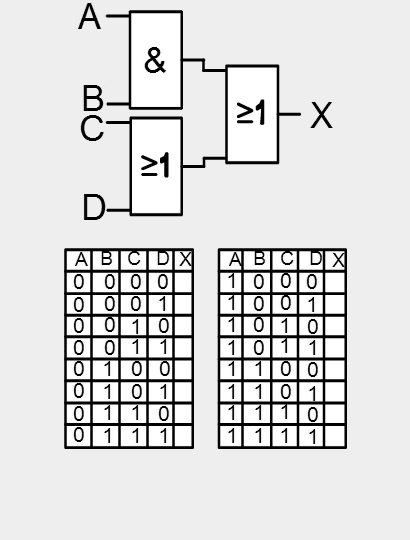 A
&
B
≥1
X
C
≥1
D
A B C D X
0 0 0 0
0 0 0 1
0 0 1 0
0 0 1 1
0 1 0 0
0 1 0 1
0 1 1 0
0 1 1 1
A B C D X
1 0 0 0
1 0 0 1
1 0 1 0
1 0 1 1
1 1 0 0
1 1 0 1
1 1 1 0
1 1 1 1